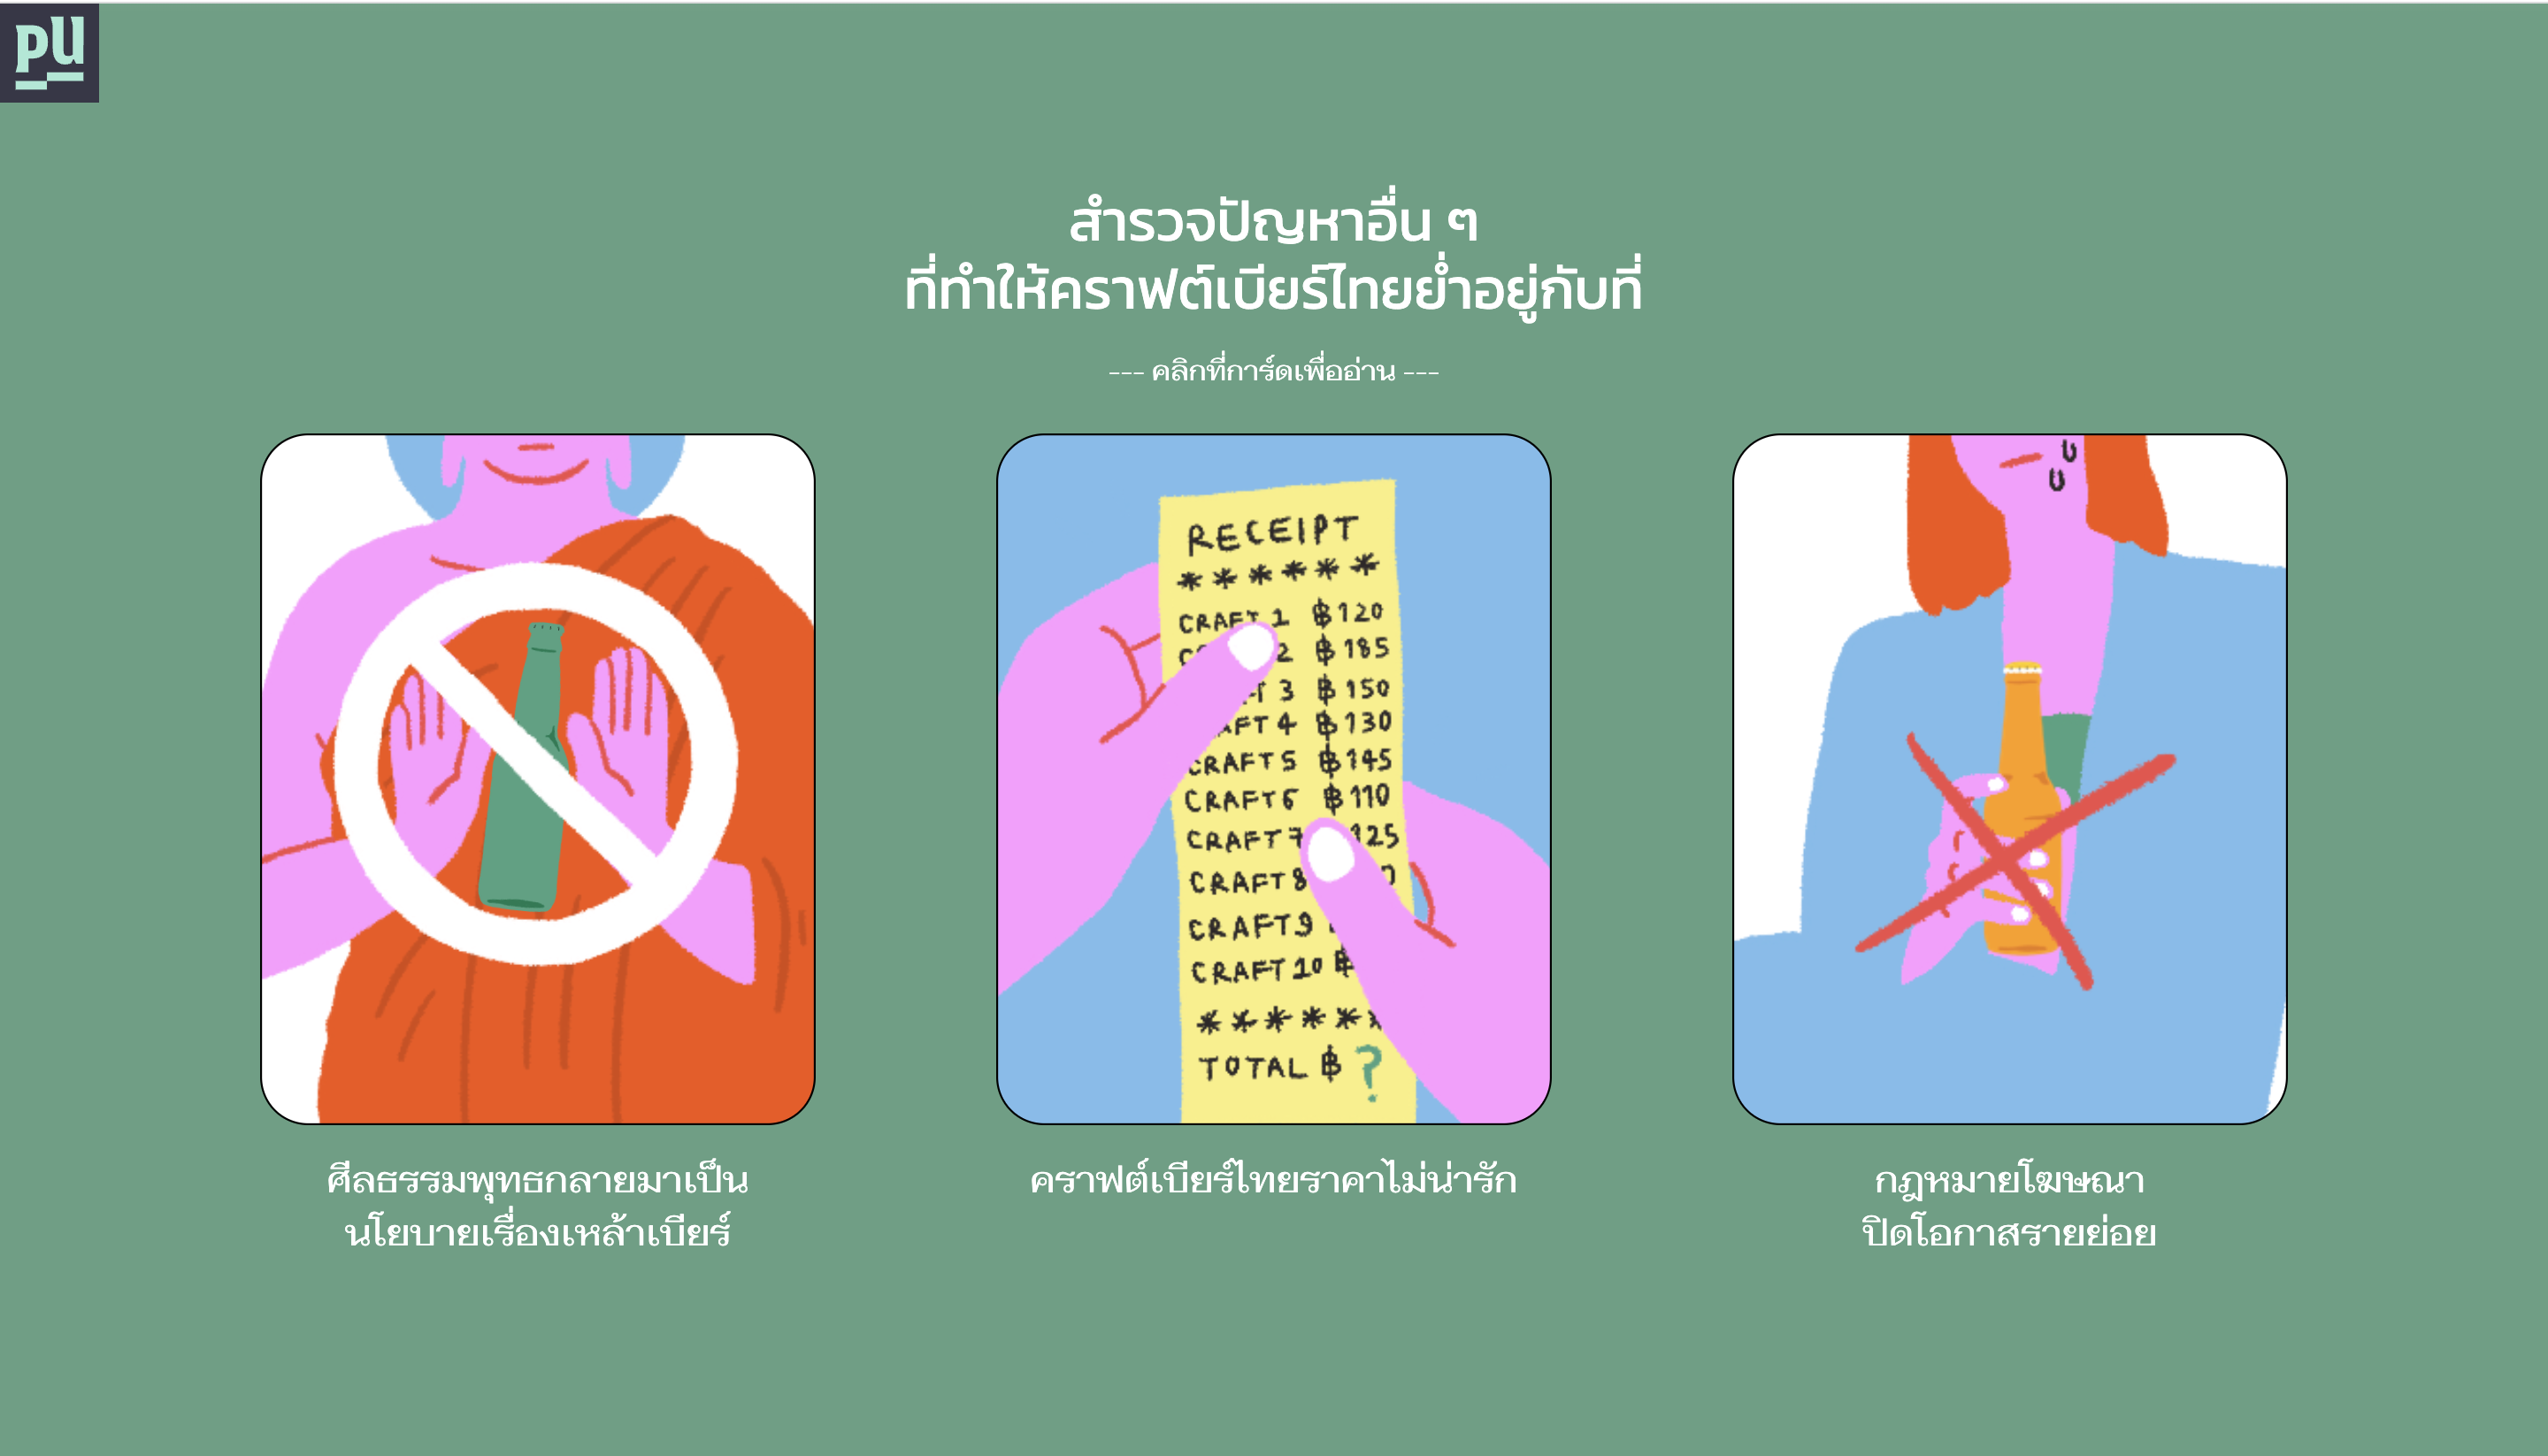 pu
สำรวจปัญหาอื่น ๆ
ที่ทำให้คราฟต์เบียร์ไทยย่ำอยู่กับที่
--- คลิกที่การ์ดเพื่ออ่าน ---
RECEIPT
******
CRAFT 1 ฿120
2 ฿185
3 ฿150
4 ฿130
CRAFT 5 ฿145
CRAFT 6 ฿110
CRAFT 7 125
CRAFT 8
CRAFT 9
CRAFT 10 ฿
******
TOTAL ฿ ?
ศีลธรรมพุทธกลายมาเป็น
นโยบายเรื่องเหล้าเบียร์
คราฟต์เบียร์ไทยราคาไม่น่ารัก
กฎหมายโฆษณา
ปิดโอกาสรายย่อย